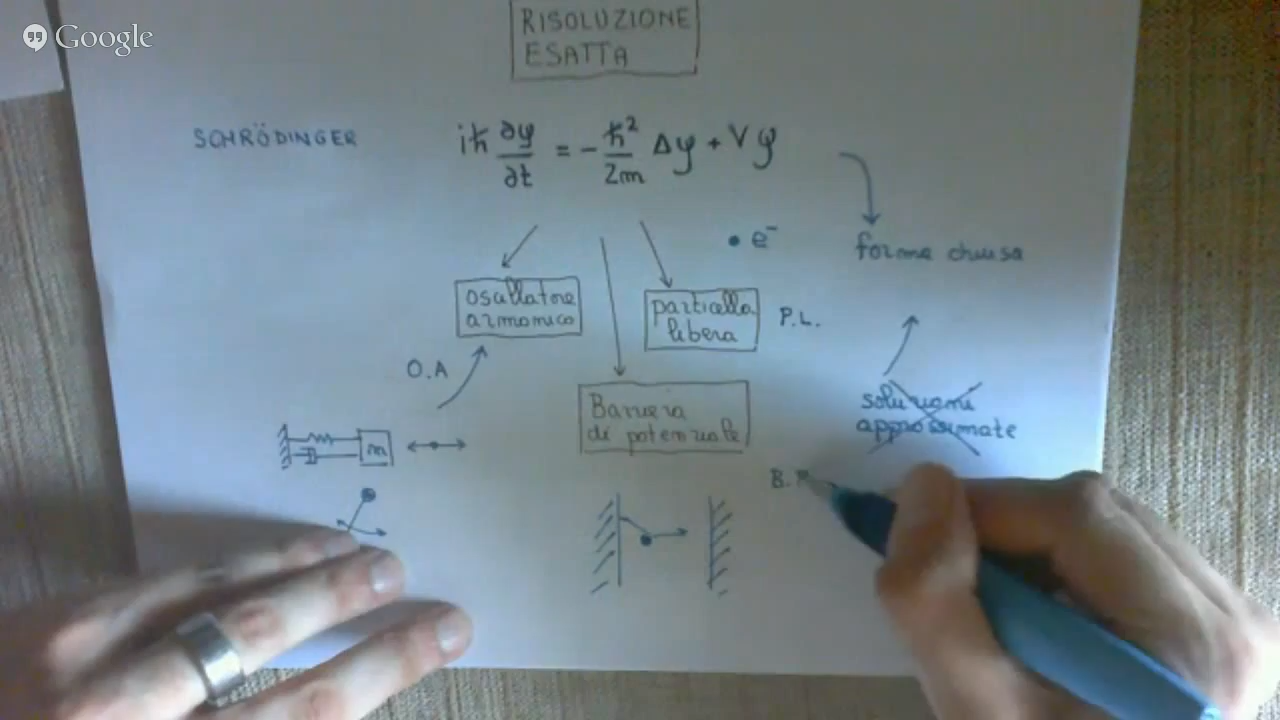 Google
RISOLUZIONE
ESATTA
SCHRÖDINGER
iħ ∂ψ/∂t = - ħ²/2m Δψ + Vψ
• e⁻
forma chiusa
oscillatore
armonico
particella
libera
P.L.
O.A
Barriera
di potenziale
soluzioni
approssimate
m
B.P